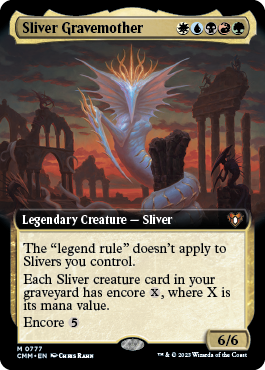 Sliver Gravemother
Legendary Creature — Sliver
The “legend rule” doesn’t apply to
Slivers you control.
Each Sliver creature card in your
graveyard has encore X, where X is
its mana value.
Encore 5
6/6
M 0777
CMM • EN Chris Rahn
™ & © 2023 Wizards of the Coast